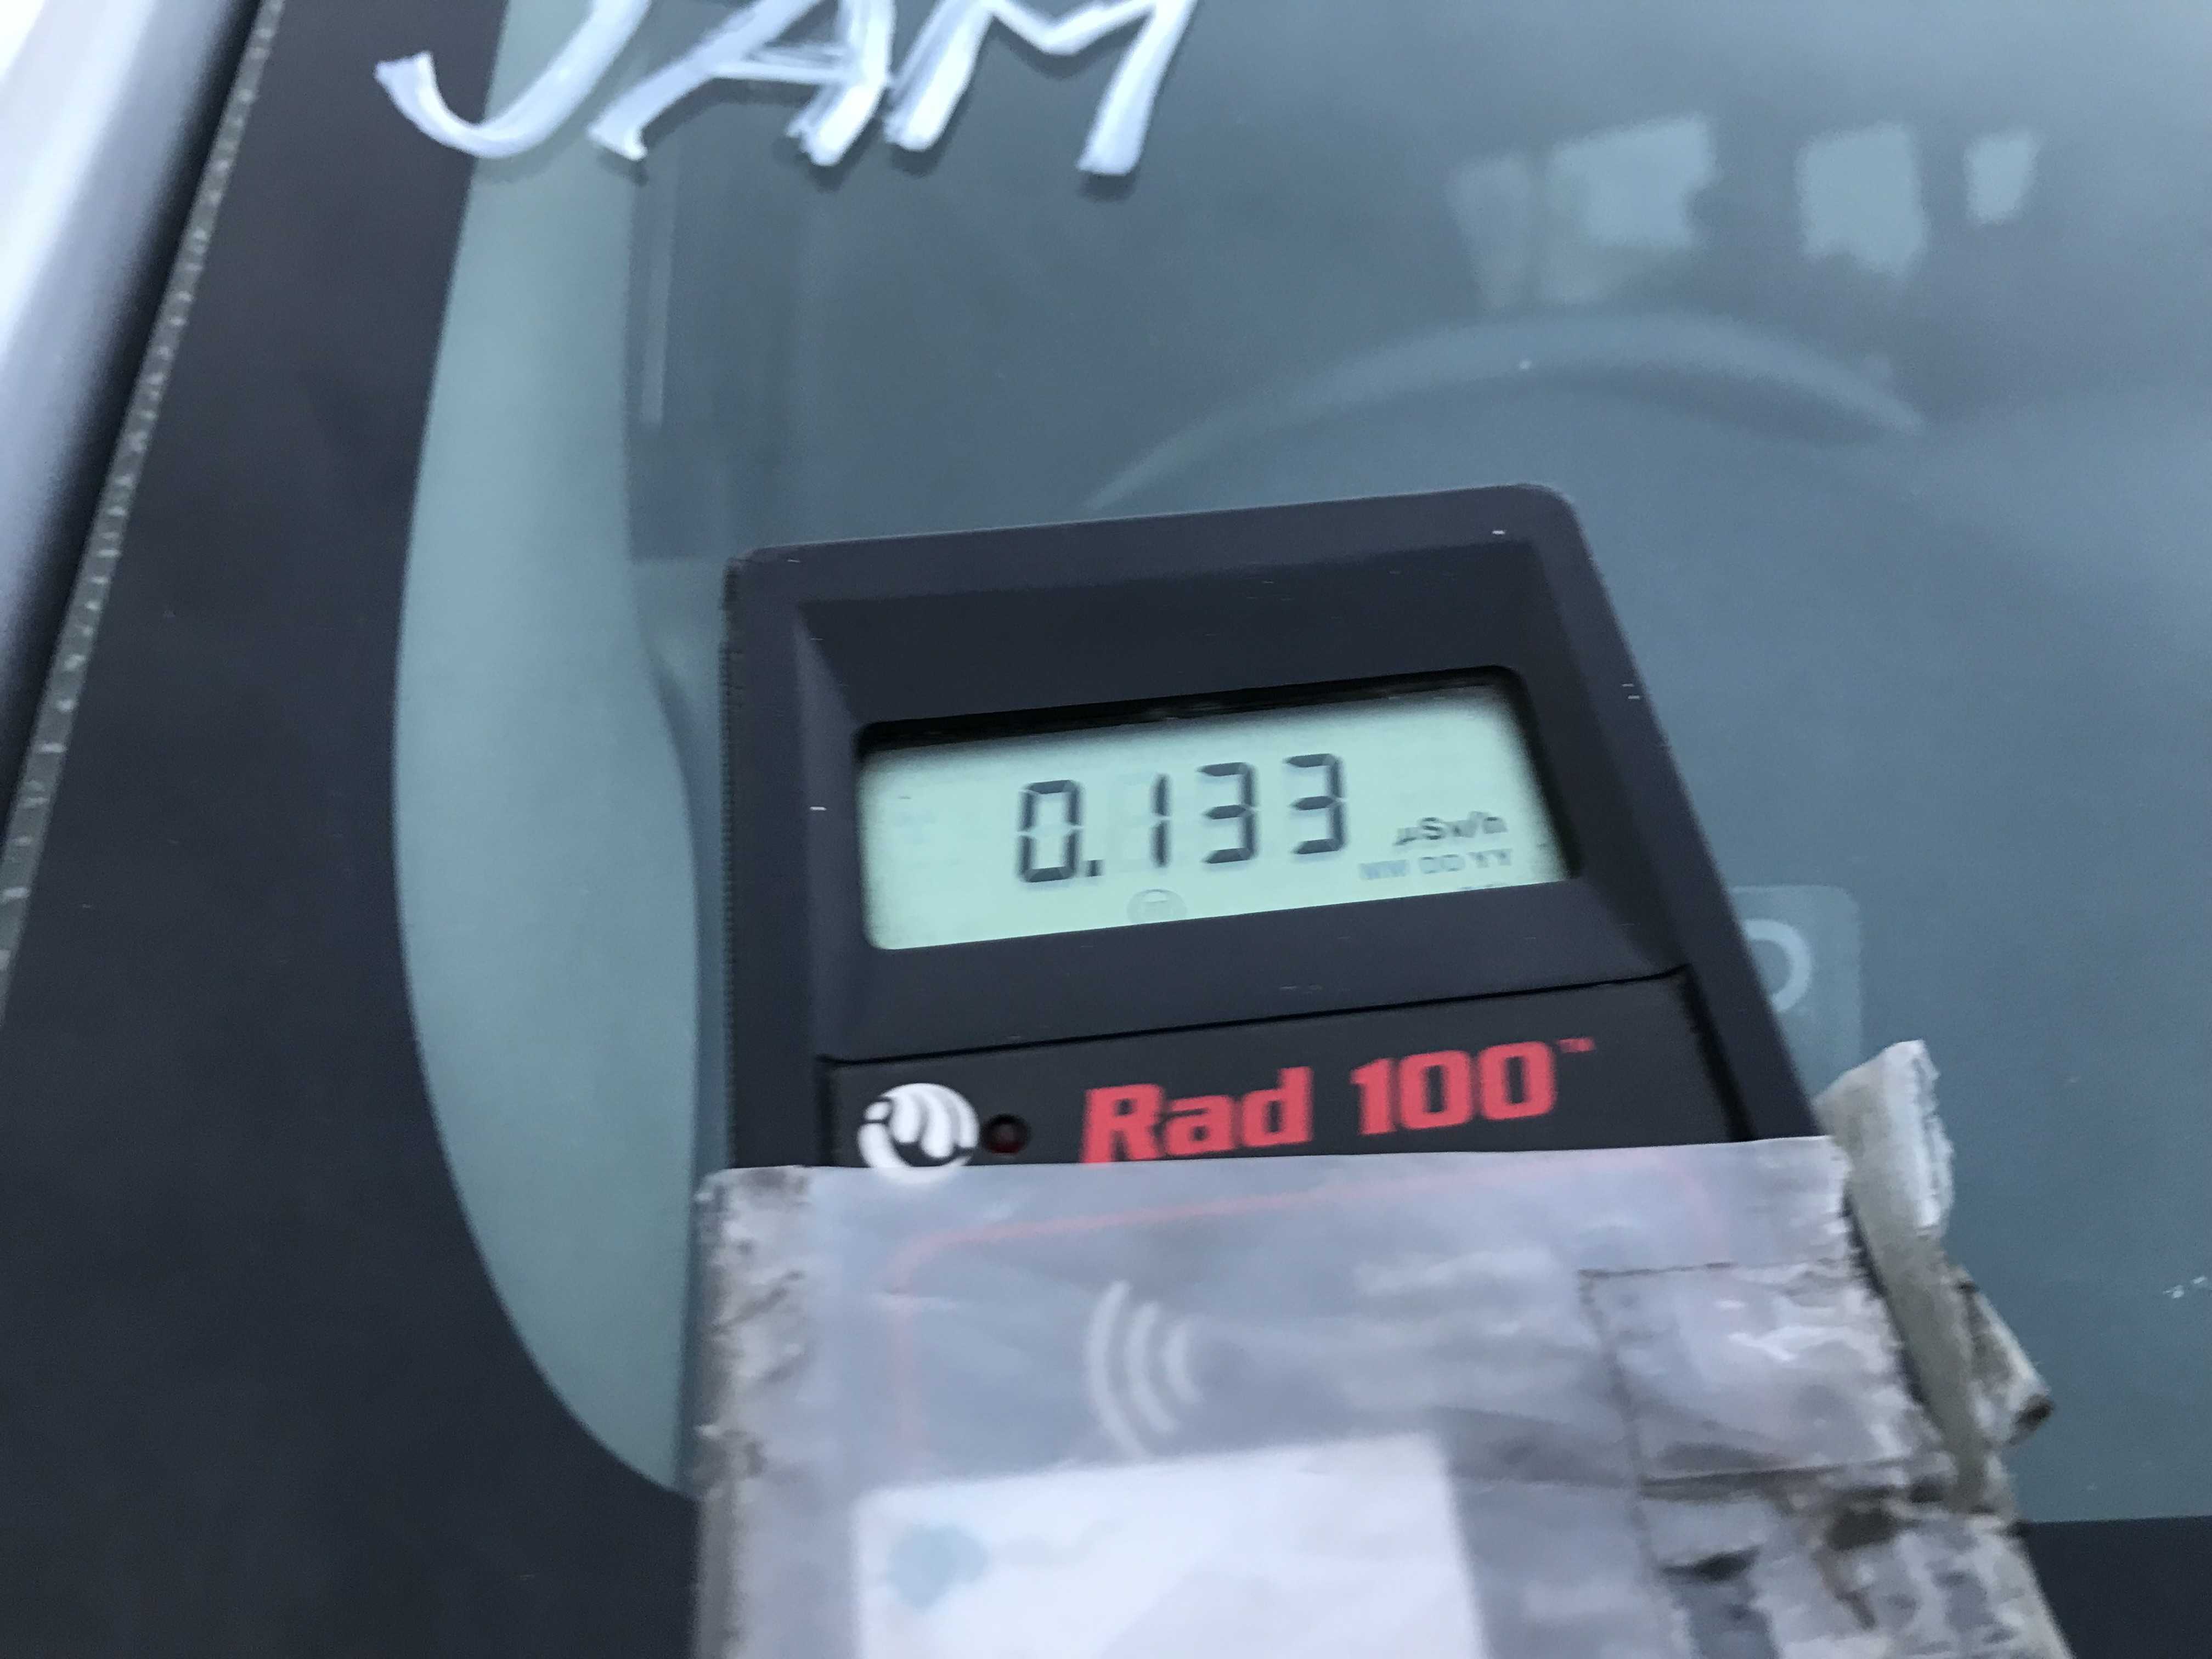 JAM
0.133 µSv/h
MM DD YY
Rad 100™